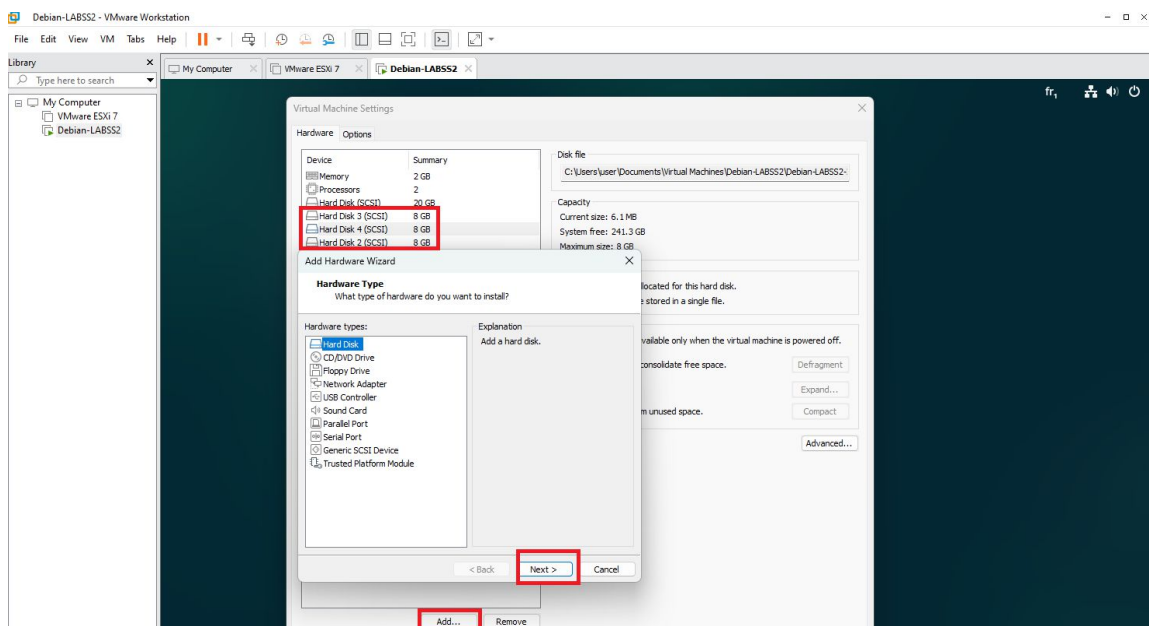 Debian-LABSS2 - VMware Workstation
File Edit View VM Tabs Help
Library
Type here to search
My Computer
VMware ESXi 7
Debian-LABSS2
My Computer
VMware ESXi 7
Debian-LABSS2
fr1
Virtual Machine Settings
Hardware Options
Device Summary
Memory 2 GB
Processors 2
Hard Disk (SCSI) 20 GB
Hard Disk 3 (SCSI) 8 GB
Hard Disk 4 (SCSI) 8 GB
Hard Disk 2 (SCSI) 8 GB
Disk file
C:\Users\user\Documents\Virtual Machines\Debian-LABSS2\Debian-LABSS2-
Capacity
Current size: 6.1 MB
System free: 241.3 GB
Maximum size: 8 GB
located for this hard disk.
stored in a single file.
available only when the virtual machine is powered off.
consolidate free space. Defragment
Expand...
unused space. Compact
Advanced...
Add Hardware Wizard
Hardware Type
What type of hardware do you want to install?
Hardware types:
Hard Disk
CD/DVD Drive
Floppy Drive
Network Adapter
USB Controller
Sound Card
Parallel Port
Serial Port
Generic SCSI Device
Trusted Platform Module
Explanation
Add a hard disk.
< Back Next > Cancel
Add... Remove